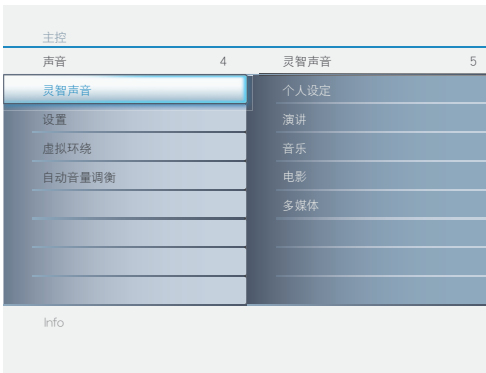 主控
声音 4 灵智声音 5
灵智声音 个人设定
设置 演讲
虚拟环绕 音乐
自动音量调衡 电影
多媒体
Info